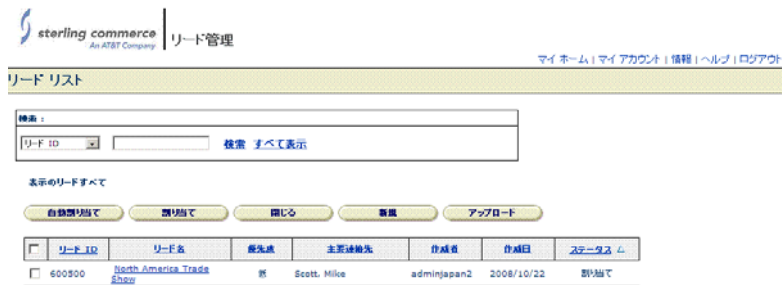 sterling commerce
An AT&T Company
リード管理
マイ ホーム | マイ アカウント | 情報 | ヘルプ | ログアウト
リード リスト
検索 :
リード ID 検索 すべて表示
表示のリードすべて
自動割り当て 割り当て 閉じる 新規 アップロード
リード ID リード名 優先度 主要連絡先 作成者 作成日 ステータス
600500 North America Trade Show 低 Scott, Mike adminjapan2 2008/10/22 割り当て